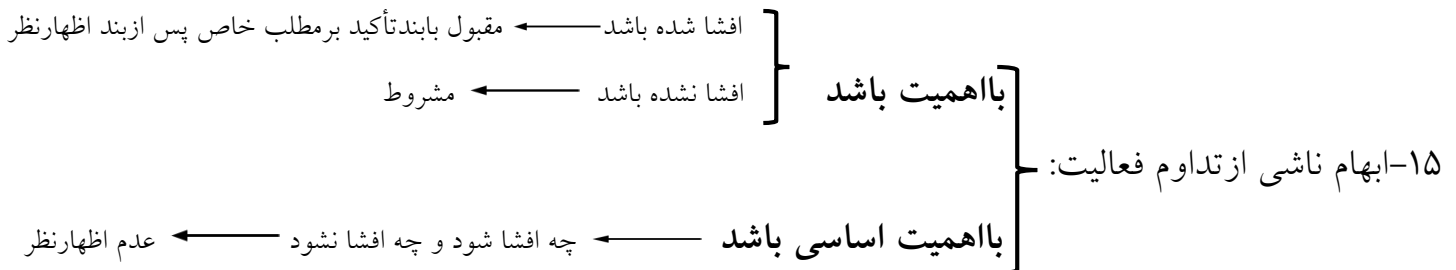 ۱۵–ابهام ناشی ازتداوم فعالیت:
بااهمیت باشد
افشا شده باشد مقبول بابندتأکید برمطلب خاص پس ازبند اظهارنظر
افشا نشده باشد مشروط
بااهمیت اساسی باشد چه افشا شود و چه افشا نشود عدم اظهارنظر